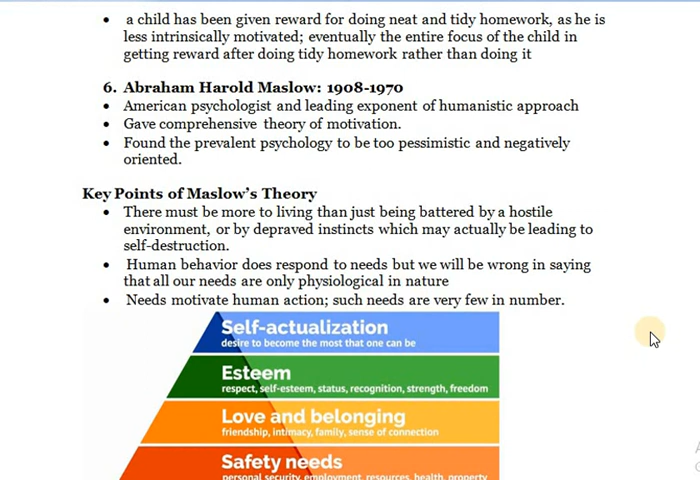 • a child has been given reward for doing neat and tidy homework, as he is
less intrinsically motivated; eventually the entire focus of the child in
getting reward after doing tidy homework rather than doing it
6. Abraham Harold Maslow: 1908-1970
• American psychologist and leading exponent of humanistic approach
• Gave comprehensive theory of motivation.
• Found the prevalent psychology to be too pessimistic and negatively
oriented.
Key Points of Maslow's Theory
• There must be more to living than just being battered by a hostile
environment, or by depraved instincts which may actually be leading to
self-destruction.
• Human behavior does respond to needs but we will be wrong in saying
that all our needs are only physiological in nature
• Needs motivate human action; such needs are very few in number.
Self-actualization
desire to become the most that one can be
Esteem
respect, self-esteem, status, recognition, strength, freedom
Love and belonging
friendship, intimacy, family, sense of connection
Safety needs
personal security, employment, resources, health, property